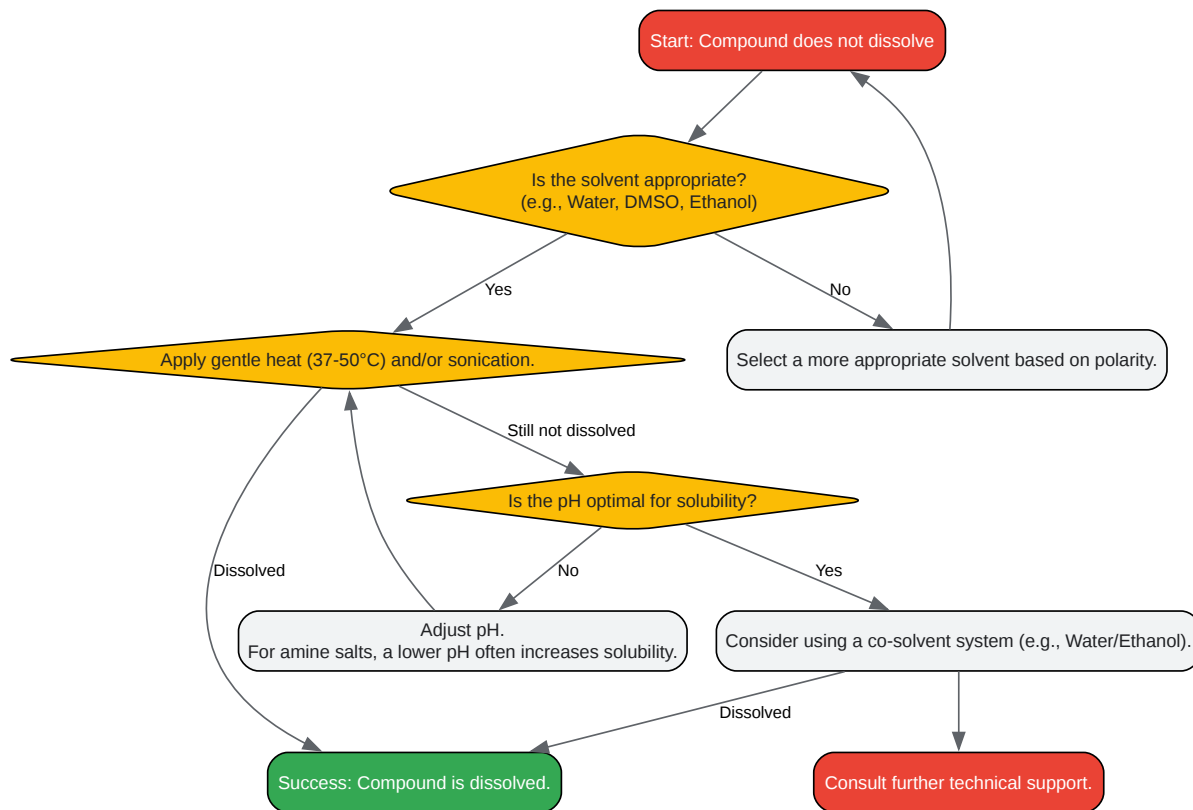 Start: Compound does not dissolve
Is the solvent appropriate?
(e.g., Water, DMSO, Ethanol)
Yes
No
Apply gentle heat (37-50°C) and/or sonication.
Select a more appropriate solvent based on polarity.
Still not dissolved
Is the pH optimal for solubility?
Dissolved
No
Yes
Adjust pH.
For amine salts, a lower pH often increases solubility.
Consider using a co-solvent system (e.g., Water/Ethanol).
Dissolved
Success: Compound is dissolved.
Consult further technical support.